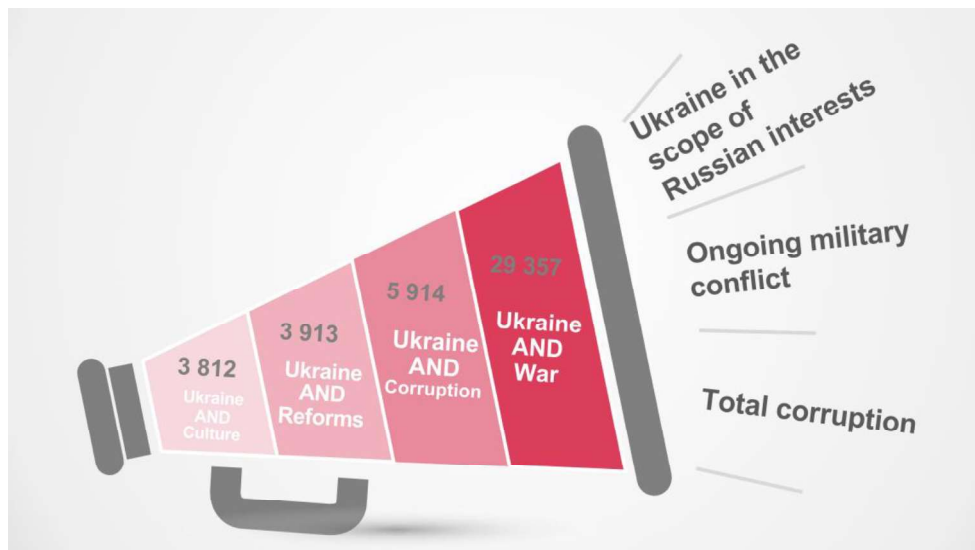 3 812
Ukraine
AND
Culture
3 913
Ukraine
AND
Reforms
5 914
Ukraine
AND
Corruption
29 357
Ukraine
AND
War
Ukraine in the
scope of
Russian interests
Ongoing military
conflict
Total corruption